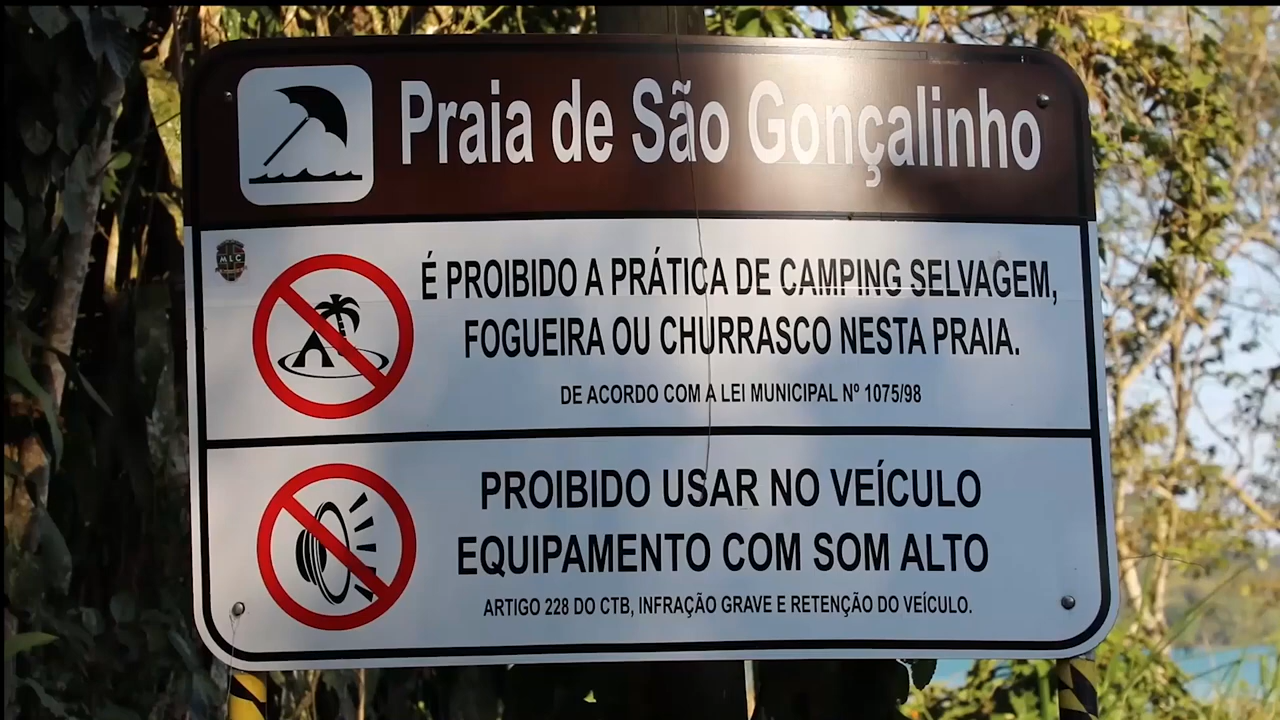 Praia de São Gonçalinho
MLC
É PROIBIDO A PRÁTICA DE CAMPING SELVAGEM,
FOGUEIRA OU CHURRASCO NESTA PRAIA.
DE ACORDO COM A LEI MUNICIPAL Nº 1075/98
PROIBIDO USAR NO VEÍCULO
EQUIPAMENTO COM SOM ALTO
ARTIGO 228 DO CTB, INFRAÇÃO GRAVE E RETENÇÃO DO VEÍCULO.